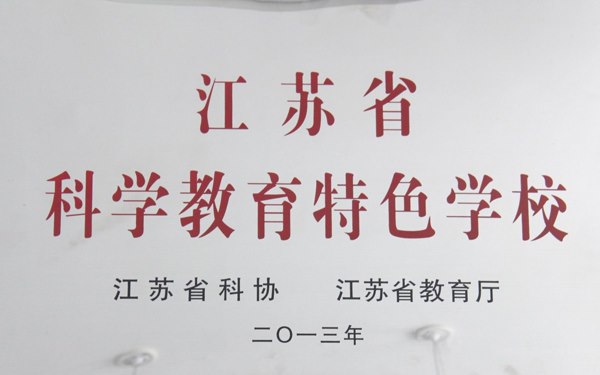 江苏省
科学教育特色学校
江苏省科协 江苏省教育厅
二〇一三年